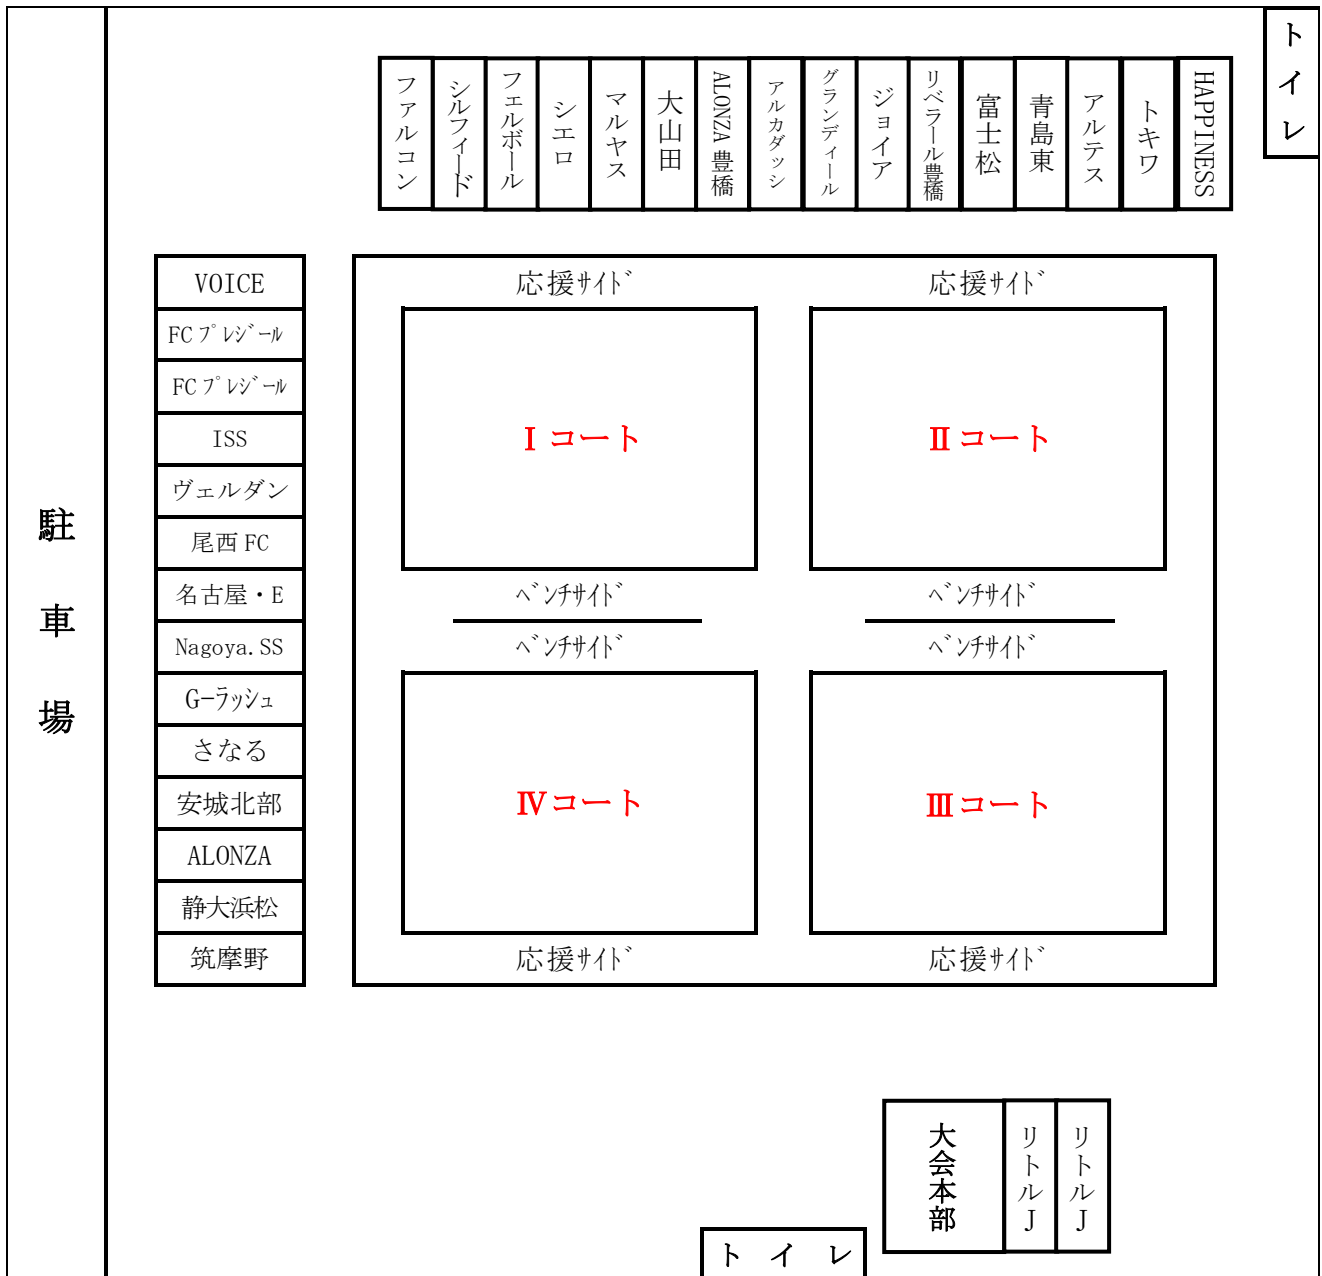 トイレ
ファルコン
シルフィード
フェルボール
シエロ
マルヤス
大山田
ALONZA 豊橋
アルカダッシ
グランディール
ジョイア
リベラール豊橋
富士松
青島東
アルテス
トキワ
HAPPINESS
駐車場
VOICE
FCプレジール
FCプレジール
ISS
ヴェルダン
尾西FC
名古屋・E
Nagoya.SS
G-ラッシュ
さなる
安城北部
ALONZA
静大浜松
筑摩野
応援サイド
応援サイド
Ⅰコート
Ⅱコート
ベンチサイド
ベンチサイド
ベンチサイド
ベンチサイド
Ⅳコート
Ⅲコート
応援サイド
応援サイド
大会本部
リトルJ
リトルJ
トイレ